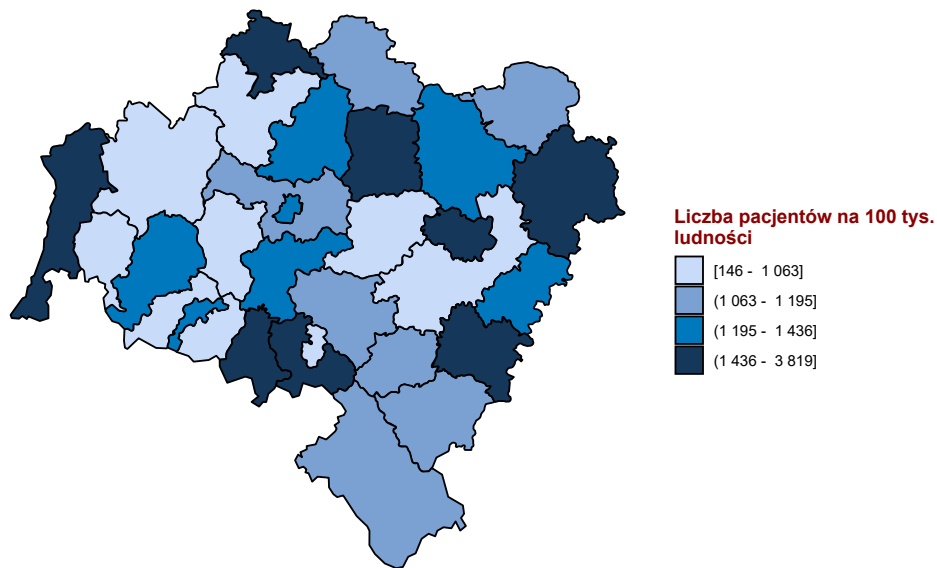 Liczba pacjentów na 100 tys.
ludności
[146 - 1 063]
(1 063 - 1 195]
(1 195 - 1 436]
(1 436 - 3 819]